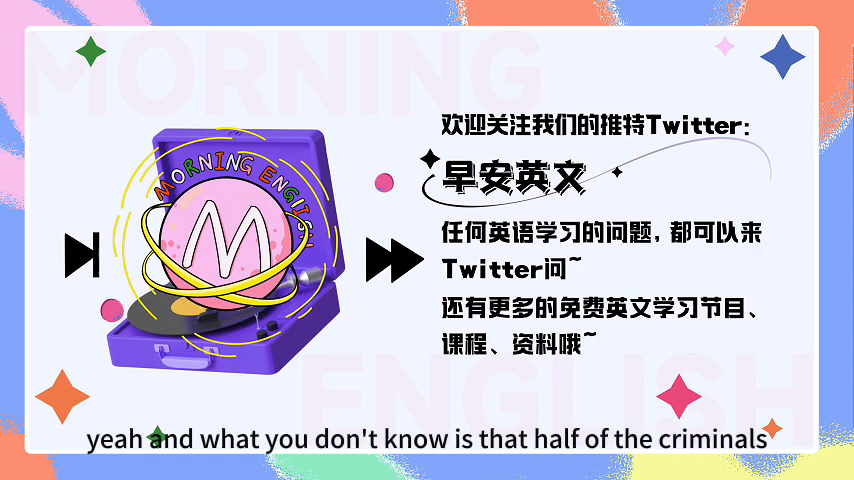 MORNING
MORNING ENGLISH
M
欢迎关注我们的推特Twitter：
早安英文
任何英语学习的问题，都可以来
Twitter问~
还有更多的免费英文学习节目、
课程、资料哦~
ENGLISH
yeah and what you don't know is that half of the criminals